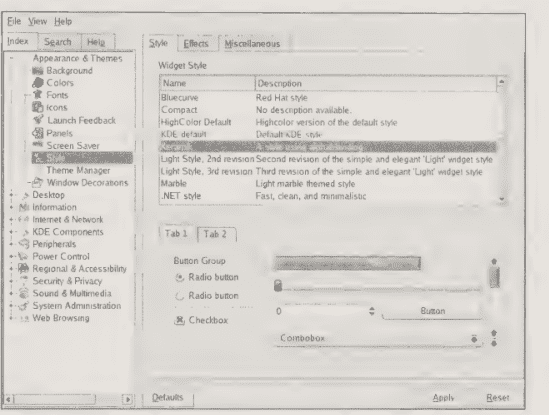 File View Help
Index Search Help
Appearance & Themes
Background
Colors
Fonts
Icons
Launch Feedback
Panels
Screen Saver
Style
Theme Manager
Window Decorations
Desktop
Information
Internet & Network
KDE Components
Peripherals
Power Control
Regional & Accessibility
Security & Privacy
Sound & Multimedia
System Administration
Web Browsing
Style Effects Miscellaneous
Widget Style
Name Description
Bluecurve Red Hat style
Compact No description available.
HighColor Default Highcolor version of the default style
KDE default Default KDE style
Keramik A style using alphablending
Light Style, 2nd revision Second revision of the simple and elegant 'Light' widget style
Light Style, 3rd revision Third revision of the simple and elegant 'Light' widget style
Marble Light marble themed style
.NET style Fast, clean, and minimalistic
Tab 1 Tab 2
Button Group
Radio button
Radio button
Checkbox
0 Button
Combobox
Defaults Apply Reset